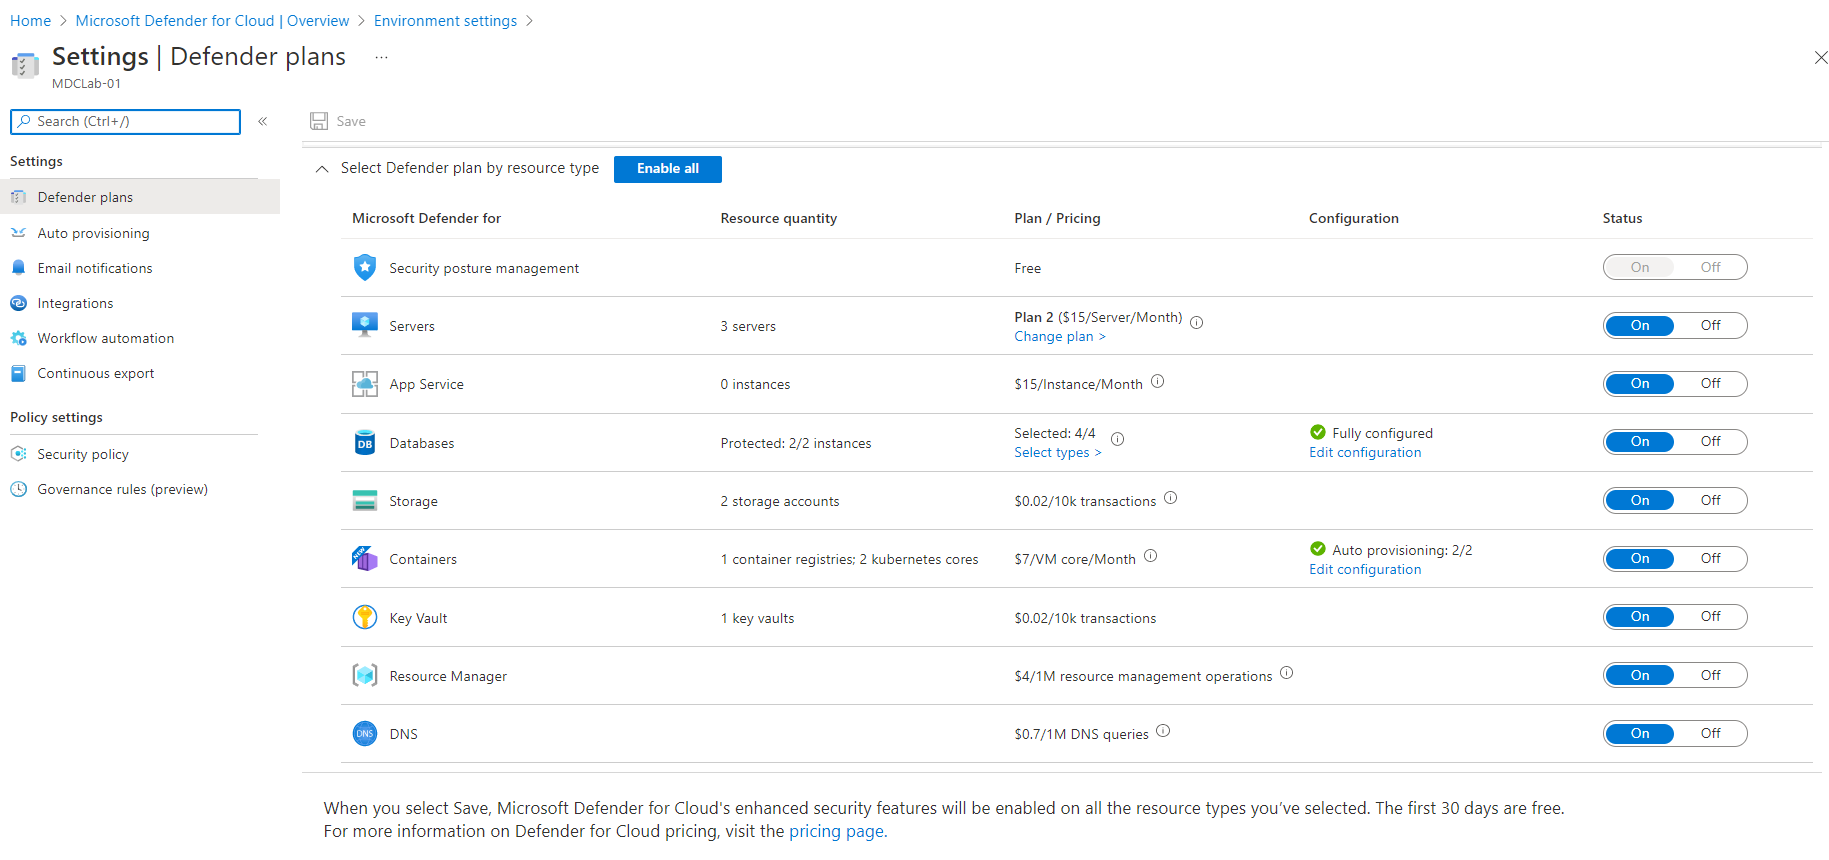 Home > Microsoft Defender for Cloud | Overview > Environment settings >
Settings | Defender plans ...
MDCLab-01
Search (Ctrl+/) «
Save
Settings
Defender plans
Auto provisioning
Email notifications
Integrations
Workflow automation
Continuous export
Policy settings
Security policy
Governance rules (preview)
Select Defender plan by resource type Enable all
Microsoft Defender for Resource quantity Plan / Pricing Configuration Status
Security posture management Free On Off
Servers 3 servers Plan 2 ($15/Server/Month) On Off
Change plan >
App Service 0 instances $15/Instance/Month On Off
DB Databases Protected: 2/2 instances Selected: 4/4 Fully configured On Off
Select types > Edit configuration
Storage 2 storage accounts $0.02/10k transactions On Off
NEW Containers 1 container registries; 2 kubernetes cores $7/VM core/Month Auto provisioning: 2/2 On Off
Edit configuration
Key Vault 1 key vaults $0.02/10k transactions On Off
Resource Manager $4/1M resource management operations On Off
DNS DNS $0.7/1M DNS queries On Off
When you select Save, Microsoft Defender for Cloud's enhanced security features will be enabled on all the resource types you've selected. The first 30 days are free.
For more information on Defender for Cloud pricing, visit the pricing page.